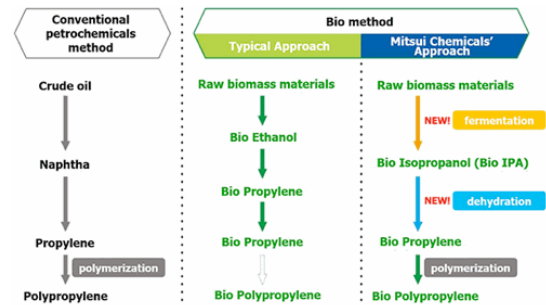 Conventional
petrochemicals
method
Crude oil
Naphtha
Propylene
polymerization
Polypropylene
Bio method
Typical Approach
Raw biomass materials
Bio Ethanol
Bio Propylene
Bio Propylene
Bio Polypropylene
Mitsui Chemicals'
Approach
Raw biomass materials
NEW! fermentation
Bio Isopropanol (Bio IPA)
NEW! dehydration
Bio Propylene
polymerization
Bio Polypropylene